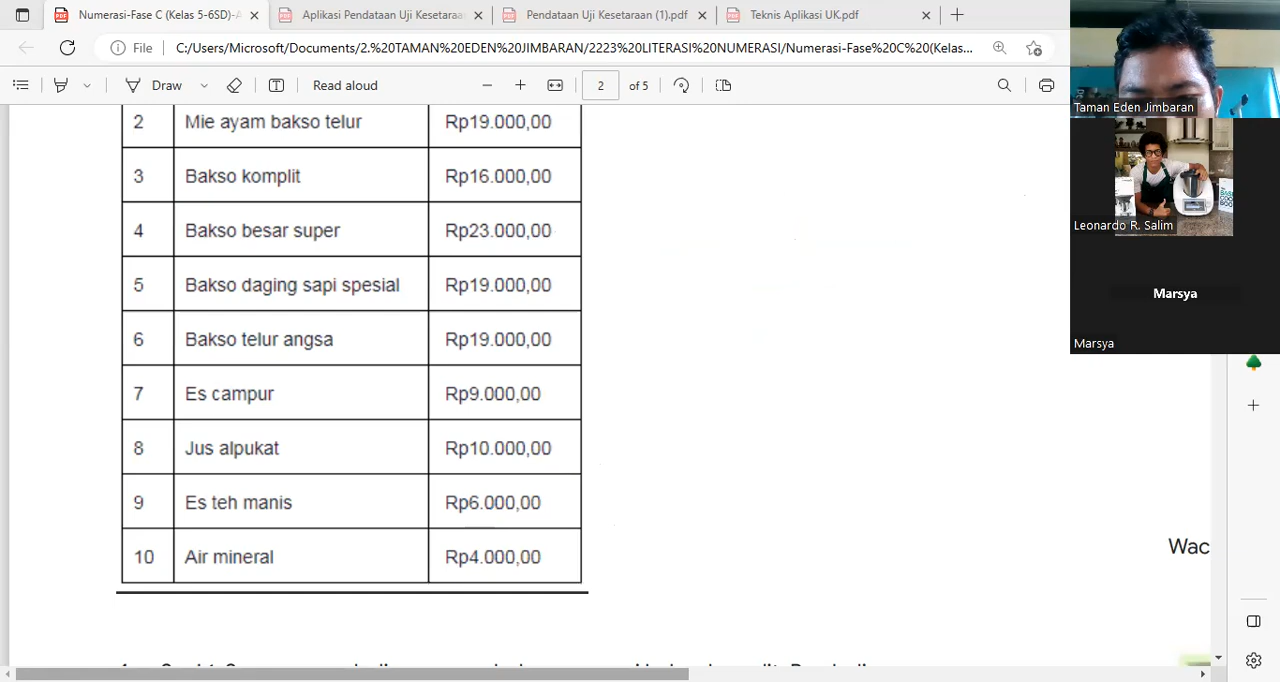 Numerasi-Fase C (Kelas 5-6SD)-A
Aplikasi Pendataan Uji Kesetaraa
Pendataan Uji Kesetaraan (1).pdf
Teknis Aplikasi UK.pdf
File
C:/Users/Microsoft/Documents/2.%20TAMAN%20EDEN%20JIMBARAN/2223%20LITERASI%20NUMERASI/Numerasi-Fase%20C%20(Kelas...
Draw
Read aloud
2 of 5
2 Mie ayam bakso telur Rp19.000,00
3 Bakso komplit Rp16.000,00
4 Bakso besar super Rp23.000,00
5 Bakso daging sapi spesial Rp19.000,00
6 Bakso telur angsa Rp19.000,00
7 Es campur Rp9.000,00
8 Jus alpukat Rp10.000,00
9 Es teh manis Rp6.000,00
10 Air mineral Rp4.000,00
Wac
Taman Eden Jimbaran
Leonardo R. Salim
Marsya
Marsya